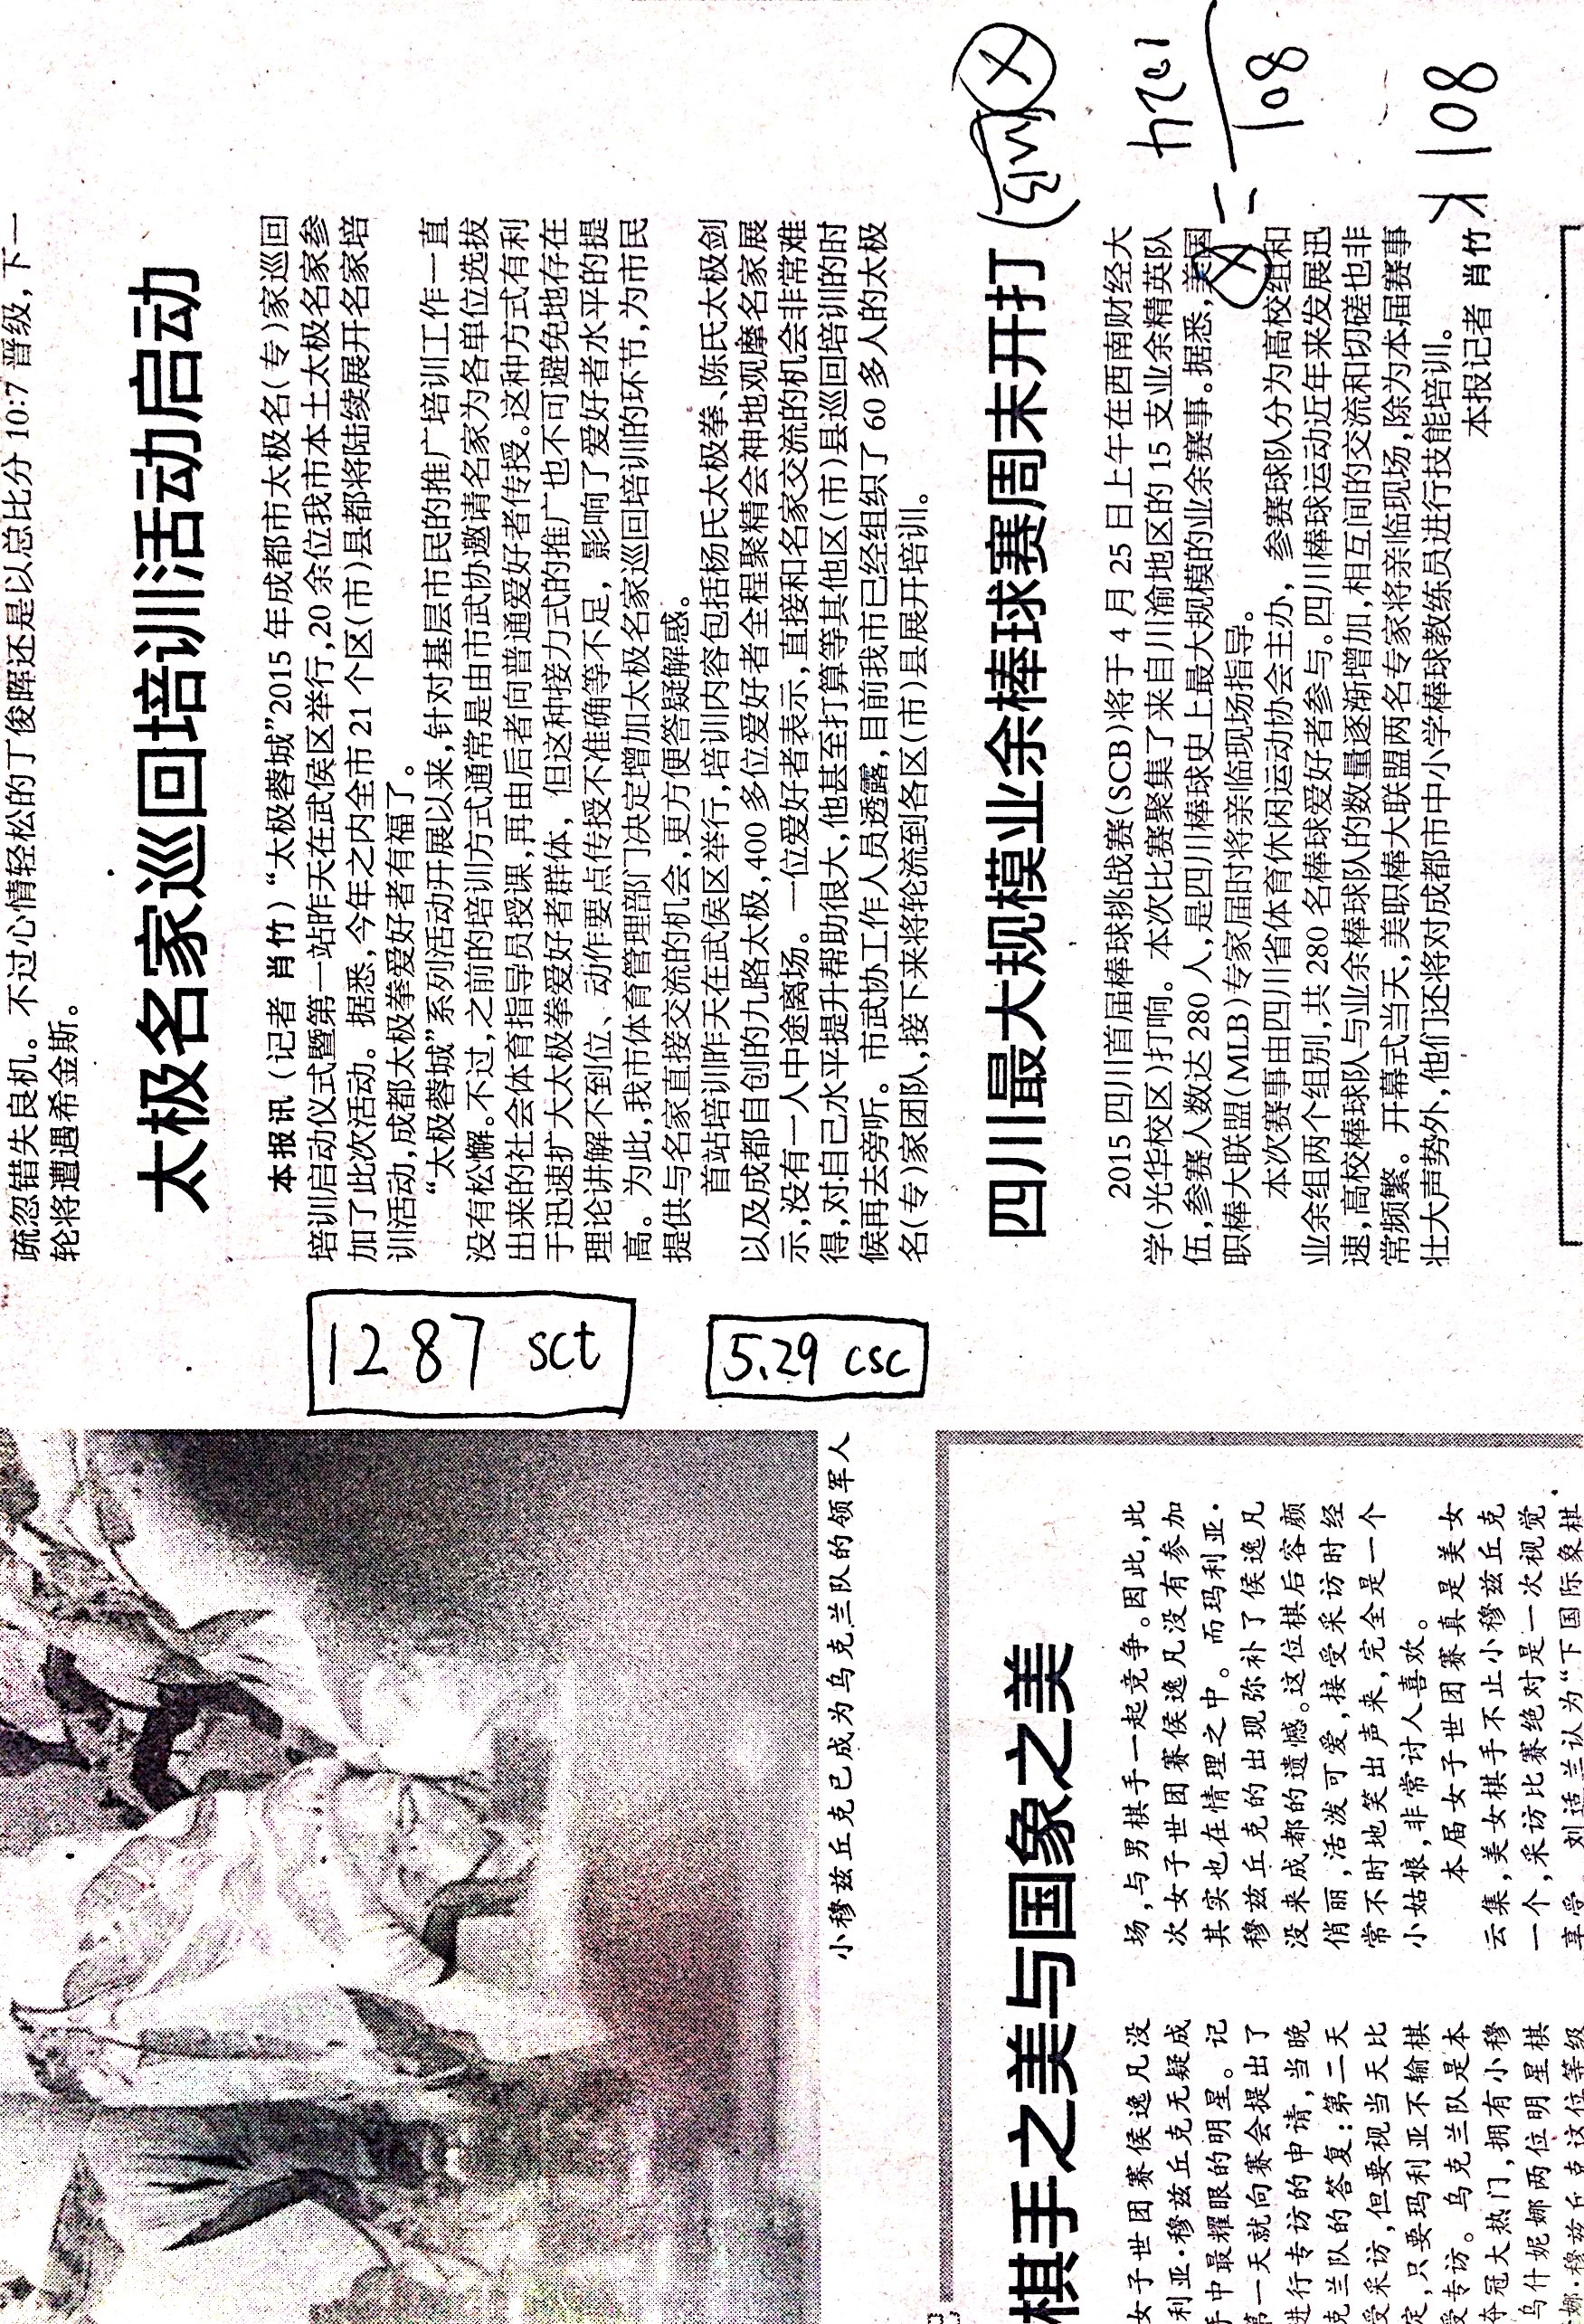 疏忽错失良机。不过心情轻松的丁俊晖还是以总比分 10:7 晋级，下一
轮将遭遇希金斯。
太极名家巡回培训活动启动
本报讯（记者 肖竹）“太极蓉城”2015 年成都市太极名（专）家巡回
培训启动仪式暨第一站昨天在武侯区举行，20 余位我市本土太极名家参
加了此次活动。据悉，今年之内全市 21 个区（市）县都将陆续展开名家培
训活动，成都太极拳爱好者有福了。
“太极蓉城”系列活动开展以来，针对基层市民的推广培训工作一直
没有松懈。不过，之前的培训方式通常是由市武协邀请名家为各单位选拔
出来的社会体育指导员授课，再由后者向普通爱好者传授。这种方式有利
于迅速扩大太极拳爱好者群体，但这种接力式的推广也不可避免地存在
理论讲解不到位、动作要点传授不准确等不足，影响了爱好者水平的提
高。为此，我市体育管理部门决定增加太极名家巡回培训的环节，为市民
提供与名家直接交流的机会，更方便答疑解惑。
首站培训昨天在武侯区举行，培训内容包括杨氏太极拳、陈氏太极剑
以及成都自创的九路太极，400 多位爱好者全程聚精会神地观摩名家展
示，没有一人中途离场。一位爱好者表示，直接和名家交流的机会非常难
得，对自己水平提升帮助很大，他甚至打算等其他区（市）县巡回培训的时
候再去旁听。市武协工作人员透露，目前我市已经组织了 60 多人的太极
名（专）家团队，接下来将轮流到各区（市）县展开培训。
四川最大规模业余棒球赛周末开打
2015 四川首届棒球挑战赛（SCB）将于 4 月 25 日上午在西南财经大
学（光华校区）打响。本次比赛聚集了来自川渝地区的 15 支业余精英队
伍，参赛人数达 280 人，是四川棒球史上最大规模的业余赛事。据悉，美国
职棒大联盟（MLB）专家届时将亲临现场指导。
本次赛事由四川省体育休闲运动协会主办，参赛球队分为高校组和
业余组两个组别，共 280 名棒球爱好者参与。四川棒球运动近年来发展迅
速，高校棒球队与业余棒球队的数量逐渐增加，相互间的交流和切磋也非
常频繁。开幕式当天，美职棒大联盟两名专家将亲临现场，除为本届赛事
壮大声势外，他们还将对成都市中小学棒球教练员进行技能培训。
本报记者 肖竹
108
108
1287 sct
5.29 csc
小穆兹丘克已成为乌克兰队的领军人
棋手之美与国象之美
女子世团赛侯逸凡没
利亚·穆兹丘克无疑成
手中最耀眼的明星。记
第一天就向赛会提出了
进行专访的申请，当晚
克兰队的答复：第二天
受采访，但要视当天比
定，只要玛利亚不输棋
受专访。乌克兰队是本
夺冠大热门，拥有小穆
乌什妮娜两位明星棋
娜·穆兹丘克这位等级
场，与男棋手一起竞争。因此，此
次女子世团赛侯逸凡没有参加
其实也在情理之中。而玛利亚·
穆兹丘克的出现弥补了侯逸凡
没来成都的遗憾。这位棋后容颜
俏丽，活泼可爱，接受采访时经
常不时地笑出声来，完全是一个
小姑娘，非常讨人喜欢。
本届女子世团赛真是美女
云集，美女棋手不止小穆兹丘克
一个，采访比赛绝对是一次视觉
享受。刘适兰认为“下国际象棋